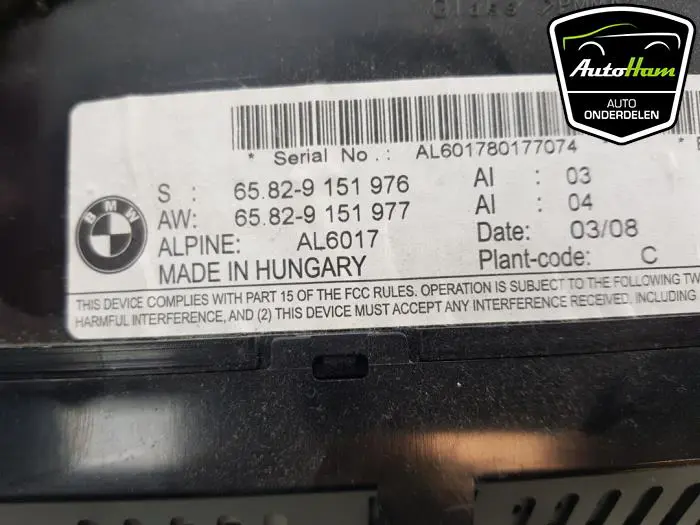 Glass >PMM
AUTOHAM
AUTO
ONDERDELEN
* Serial No.: AL601780177074 *
BMW
S : 65.82-9 151 976 AI : 03
AW: 65.82-9 151 977 AI : 04
ALPINE: AL6017 Date: 03/08
MADE IN HUNGARY Plant-code: C
THIS DEVICE COMPLIES WITH PART 15 OF THE FCC RULES. OPERATION IS SUBJECT TO THE FOLLOWING TW
HARMFUL INTERFERENCE, AND (2) THIS DEVICE MUST ACCEPT ANY INTERFERENCE RECEIVED, INCLUDING